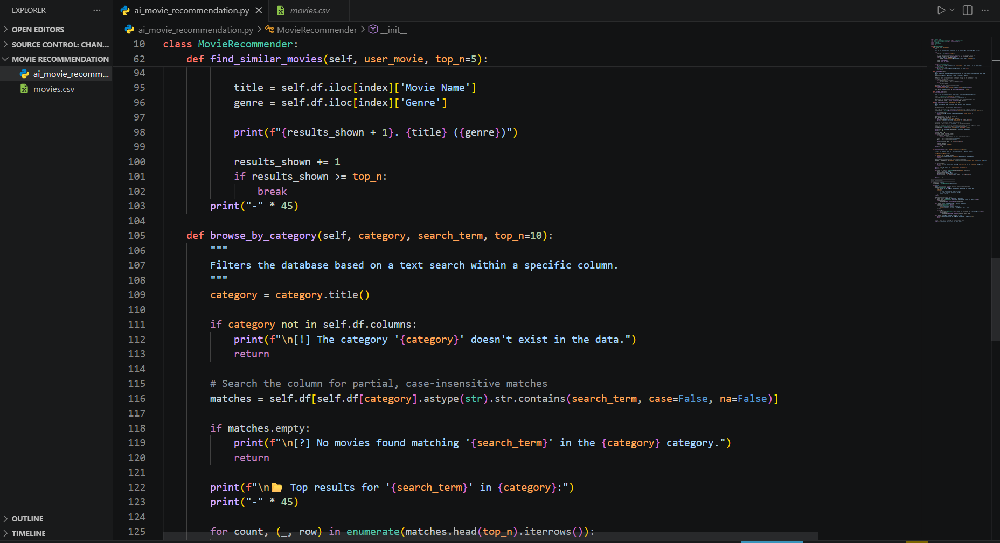 EXPLORER
OPEN EDITORS
SOURCE CONTROL: CHAN...
MOVIE RECOMMENDATION
ai_movie_recomm...
movies.csv
OUTLINE
TIMELINE
ai_movie_recommendation.py
movies.csv
ai_movie_recommendation.py > MovieRecommender > __init__
10 class MovieRecommender:
62     def find_similar_movies(self, user_movie, top_n=5):
94
95             title = self.df.iloc[index]['Movie Name']
96             genre = self.df.iloc[index]['Genre']
97
98             print(f"{results_shown + 1}. {title} ({genre})")
99
100             results_shown += 1
101             if results_shown >= top_n:
102                 break
103         print("-" * 45)
104
105     def browse_by_category(self, category, search_term, top_n=10):
106         """
107         Filters the database based on a text search within a specific column.
108         """
109         category = category.title()
110
111         if category not in self.df.columns:
112             print(f"\n[!] The category '{category}' doesn't exist in the data.")
113             return
114
115         # Search the column for partial, case-insensitive matches
116         matches = self.df[self.df[category].astype(str).str.contains(search_term, case=False, na=False)]
117
118         if matches.empty:
119             print(f"\n[?] No movies found matching '{search_term}' in the {category} category.")
120             return
121
122         print(f"\n📂 Top results for '{search_term}' in {category}:")
123         print("-" * 45)
124
125         for count, (_, row) in enumerate(matches.head(top_n).iterrows()):